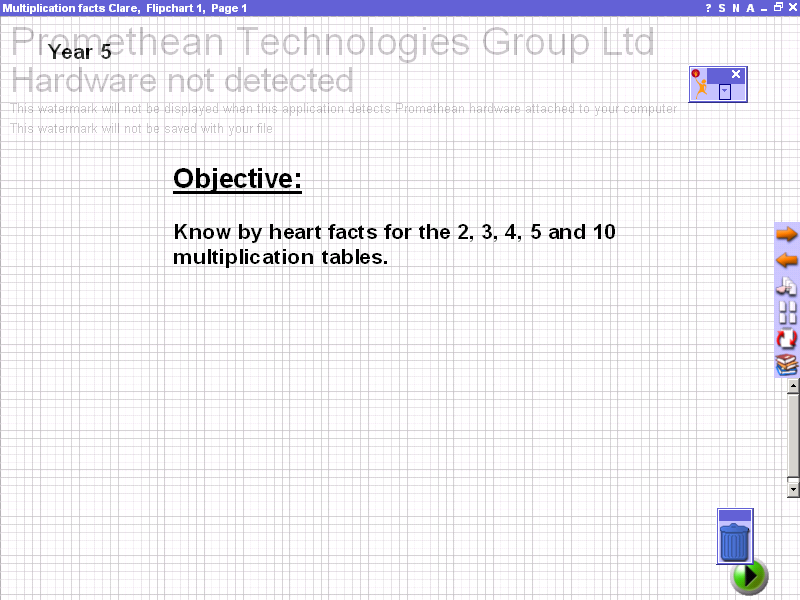 Multiplication facts Clare, Flipchart 1, Page 1
? S N A
Promethean Technologies Group Ltd
Year 5
Hardware not detected
This watermark will not be displayed when this application detects Promethean hardware attached to your computer
This watermark will not be saved with your file
Objective:
Know by heart facts for the 2, 3, 4, 5 and 10
multiplication tables.